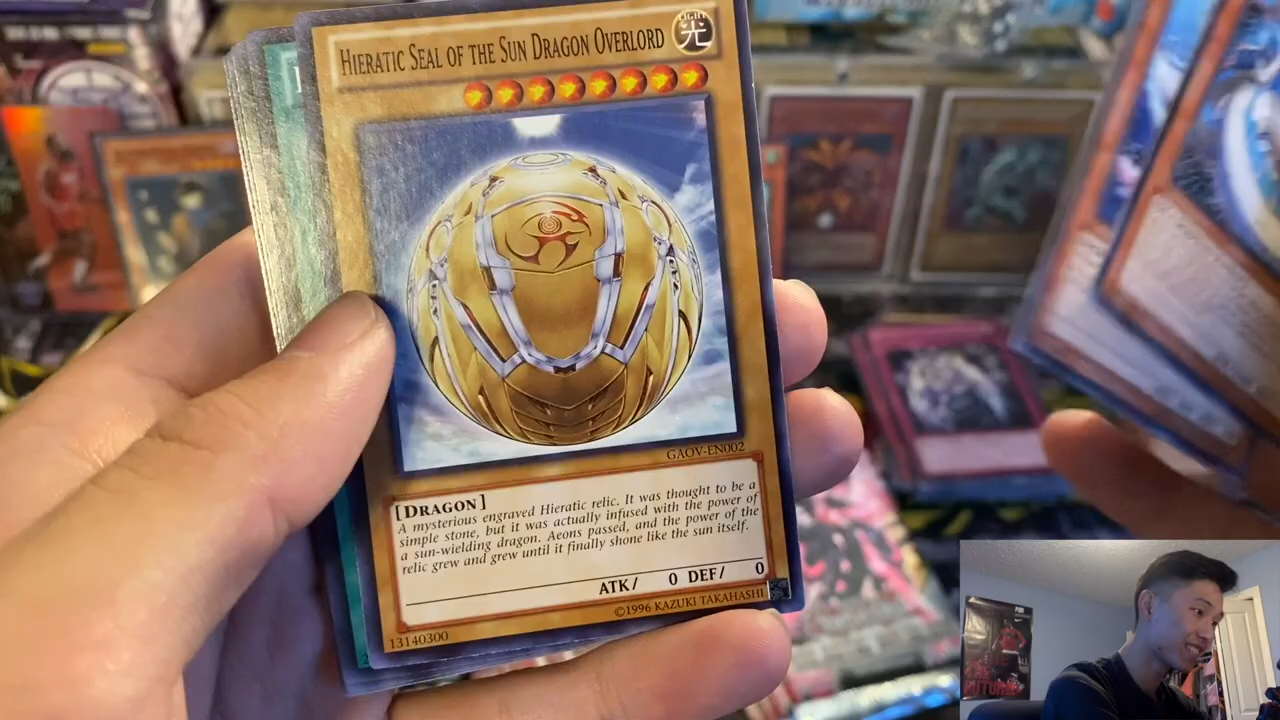 HIERATIC SEAL OF THE SUN DRAGON OVERLORD
LIGHT
光
GAOV-EN002
[DRAGON]
A mysterious engraved Hieratic relic. It was thought to be a
simple stone, but it was actually infused with the power of
a sun-wielding dragon. Aeons passed, and the power of the
relic grew and grew until it finally shone like the sun itself.
ATK/ 0 DEF/ 0
13140300
©1996 KAZUKI TAKAHASHI